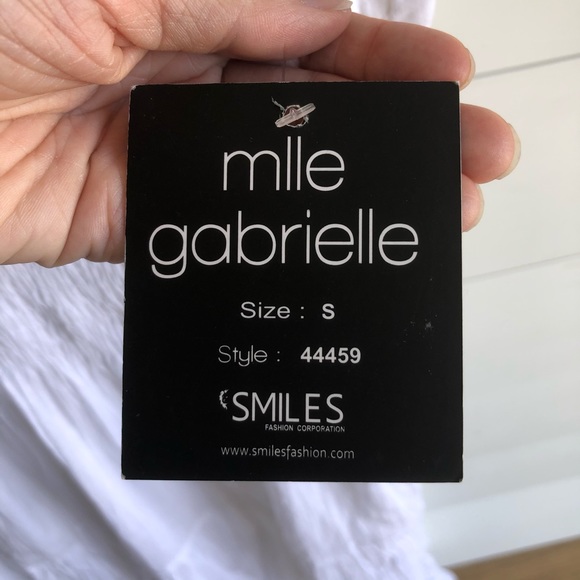 mlle
gabrielle
Size : S
Style : 44459
SMILES
FASHION CORPORATION
www.smilesfashion.com